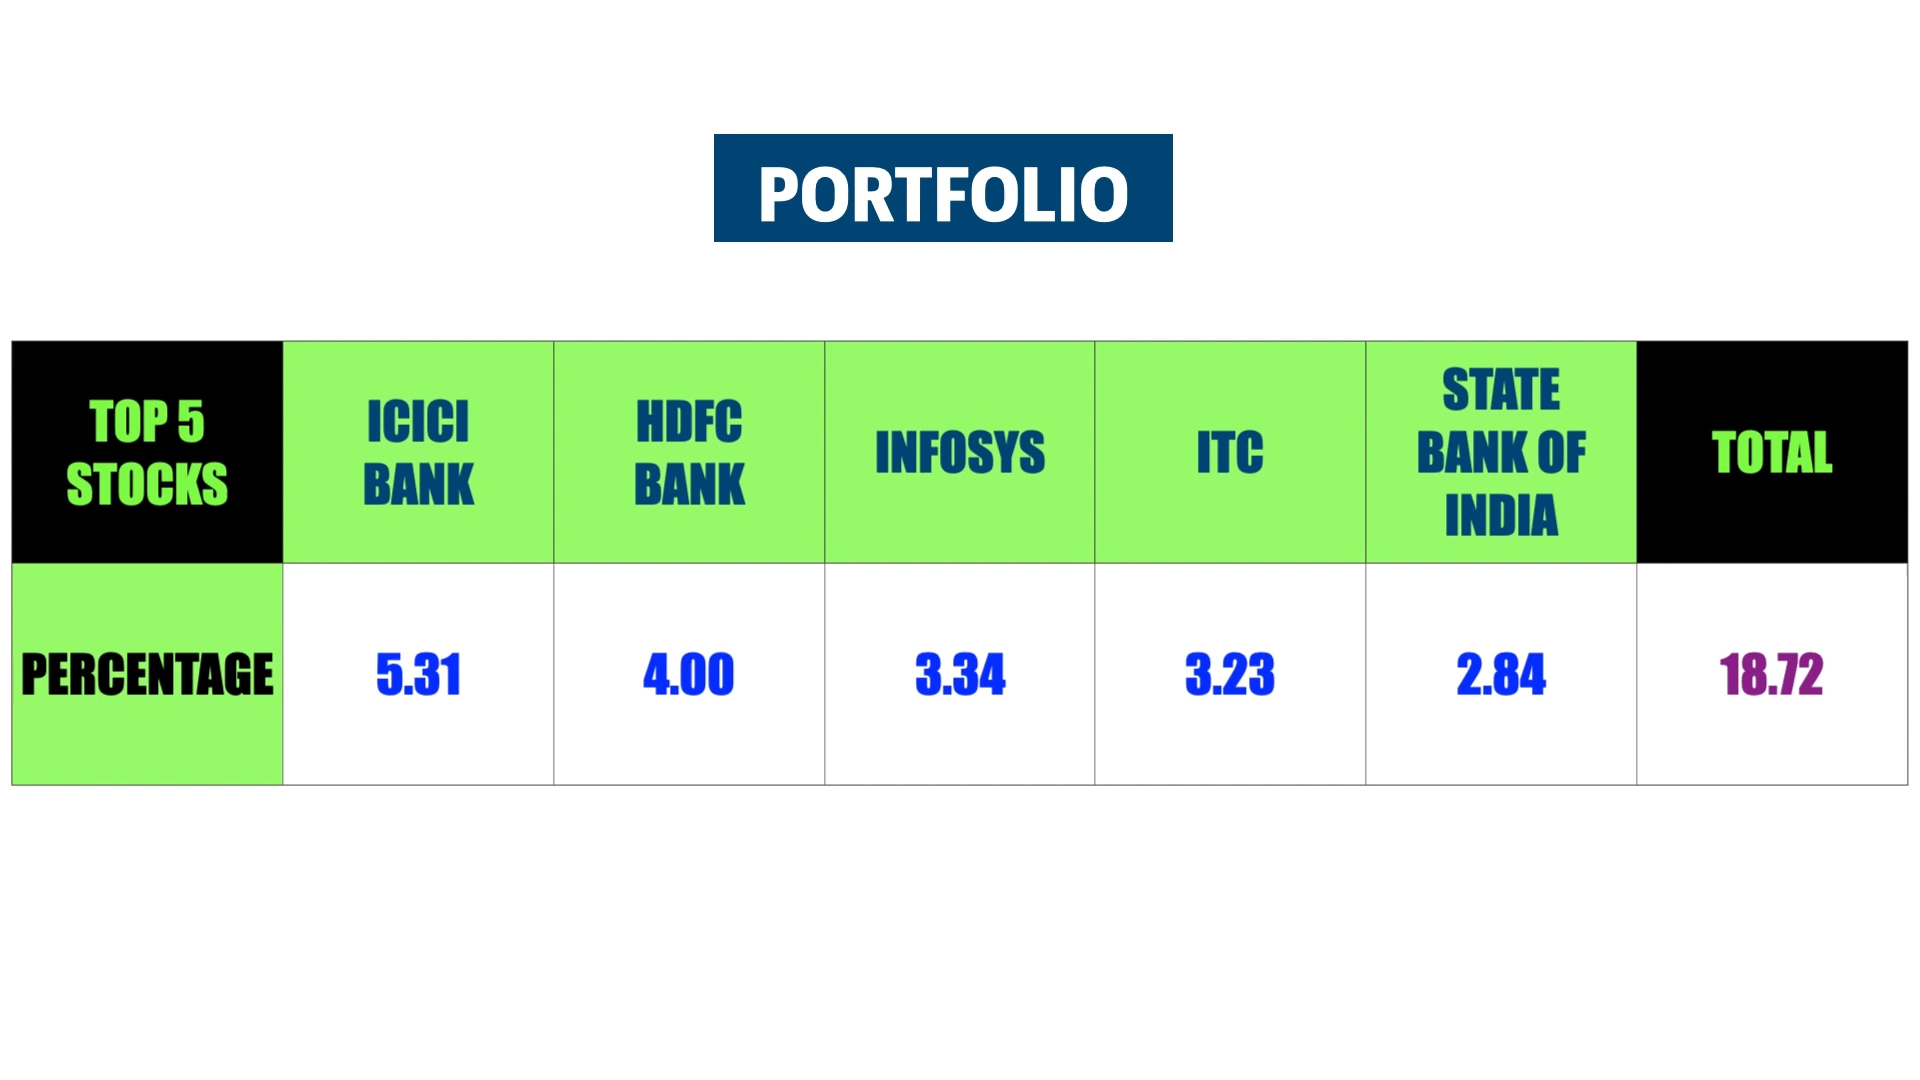 PORTFOLIO
TOP 5 STOCKS ICICI BANK HDFC BANK INFOSYS ITC STATE BANK OF INDIA TOTAL
PERCENTAGE 5.31 4.00 3.34 3.23 2.84 18.72